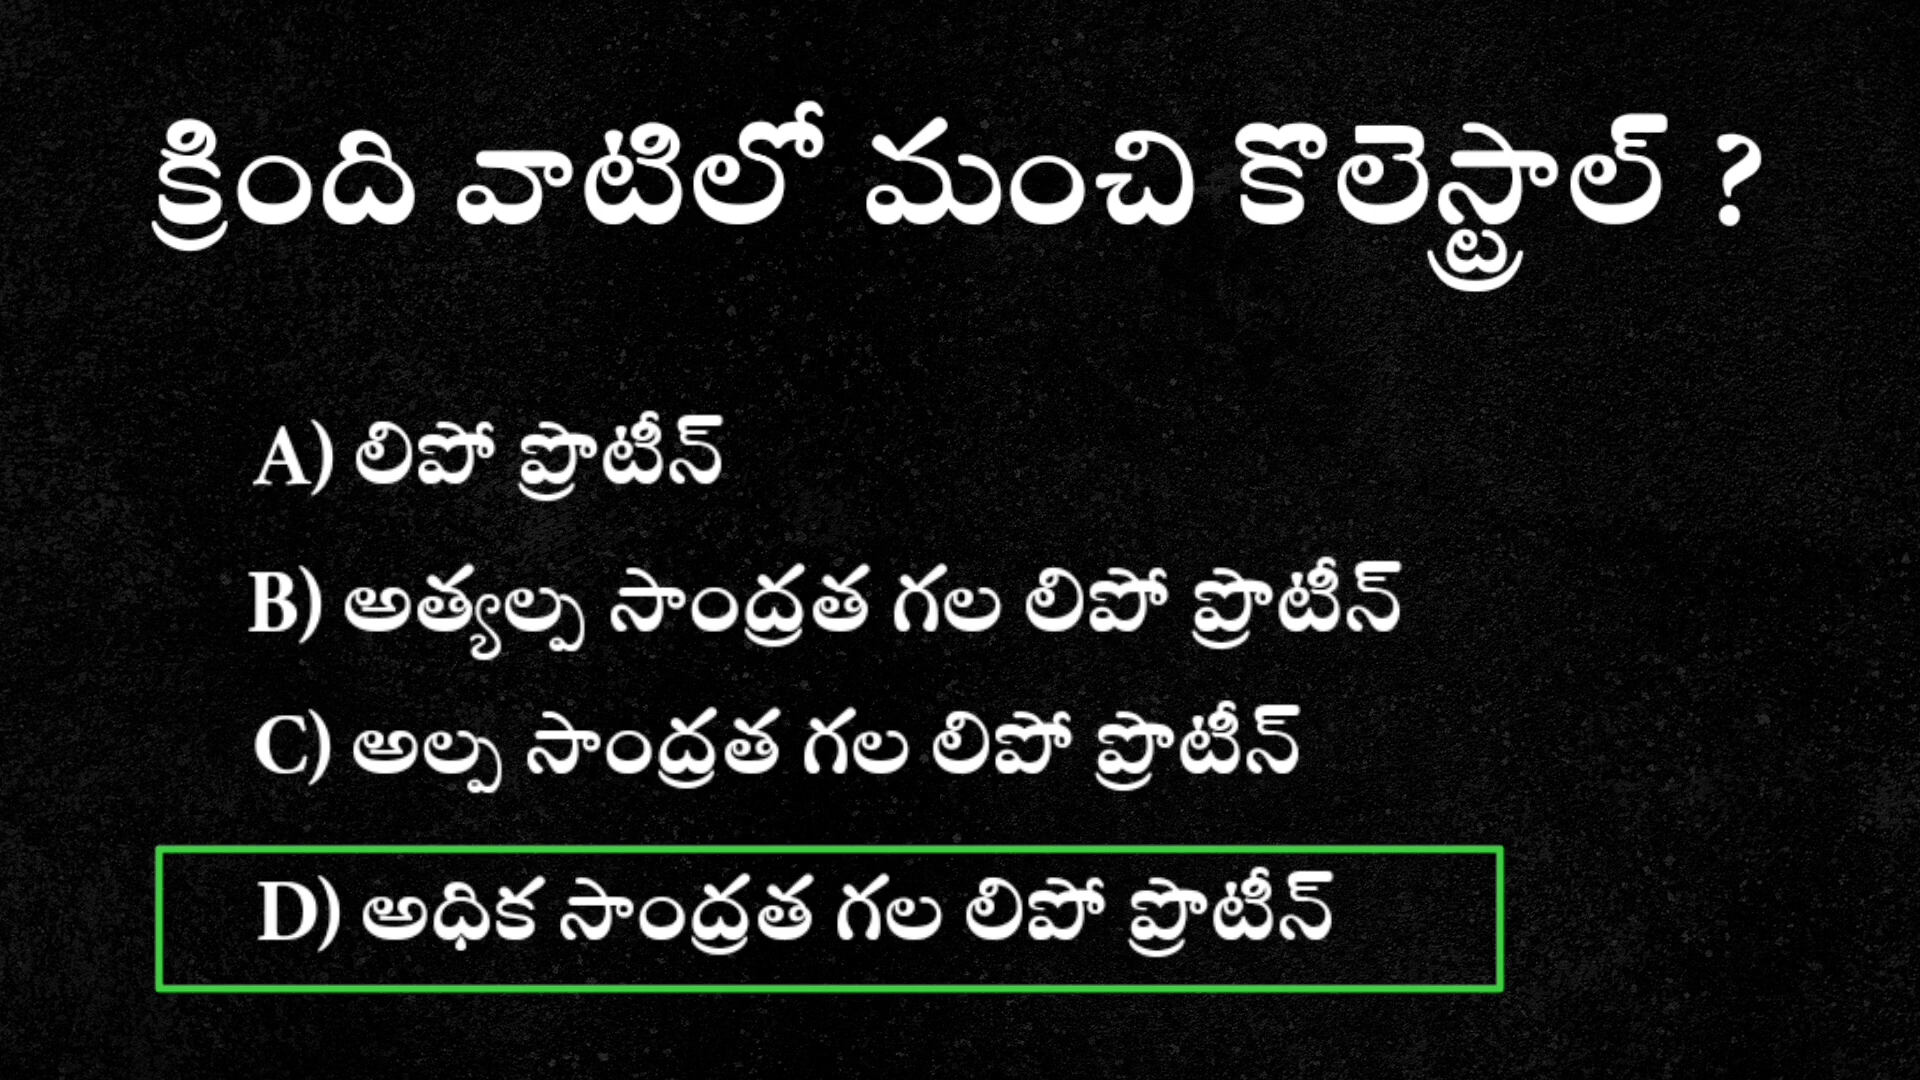 క్రింది వాటిలో మంచి కొలెస్ట్రాల్ ?
A) లిపో ప్రొటీన్
B) అత్యల్ప సాంద్రత గల లిపో ప్రొటీన్
C) అల్ప సాంద్రత గల లిపో ప్రొటీన్
D) అధిక సాంద్రత గల లిపో ప్రొటీన్